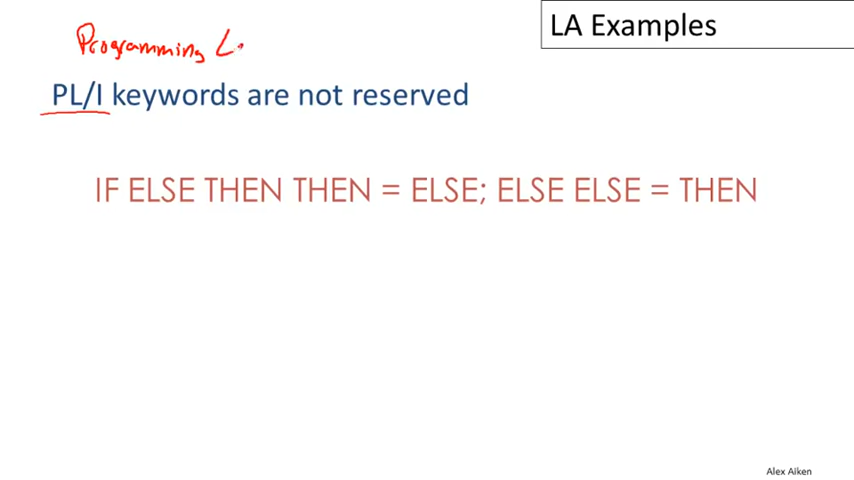 LA Examples
Programming L
PL/I keywords are not reserved
IF ELSE THEN THEN = ELSE; ELSE ELSE = THEN
Alex Aiken